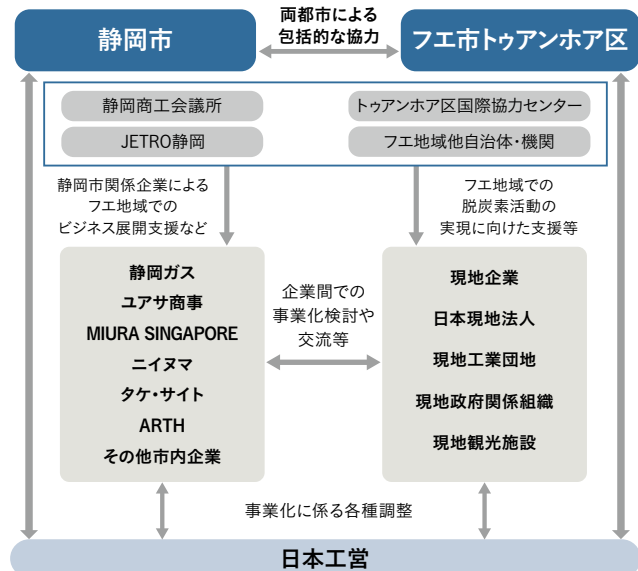 静岡市
両都市による
包括的な協力
フエ市トゥアンホア区
静岡商工会議所
トゥアンホア区国際協力センター
JETRO静岡
フエ地域他自治体・機関
静岡市関係企業による
フエ地域での
ビジネス展開支援など
フエ地域での
脱炭素活動の
実現に向けた支援等
静岡ガス
ユアサ商事
MIURA SINGAPORE
ニイヌマ
タケ・サイト
ARTH
その他市内企業
企業間での
事業化検討や
交流等
現地企業
日本現地法人
現地工業団地
現地政府関係組織
現地観光施設
事業化に係る各種調整
日本工営